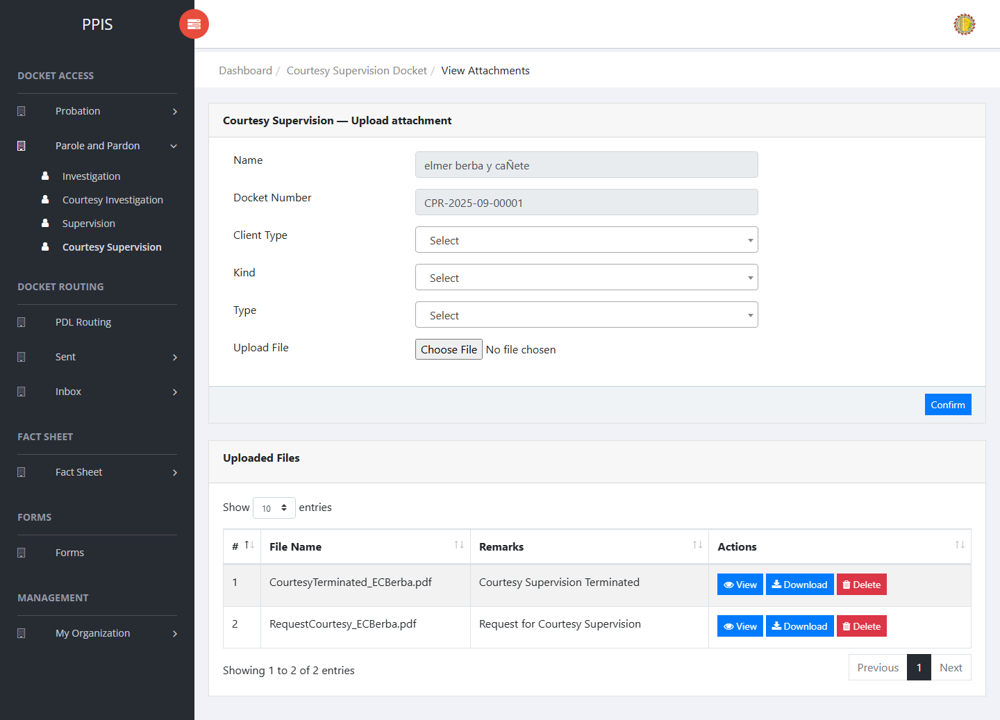 PPIS
DOCKET ACCESS
Probation
Parole and Pardon
Investigation
Courtesy Investigation
Supervision
Courtesy Supervision
DOCKET ROUTING
PDL Routing
Sent
Inbox
FACT SHEET
Fact Sheet
FORMS
Forms
MANAGEMENT
My Organization
Dashboard / Courtesy Supervision Docket / View Attachments
Courtesy Supervision — Upload attachment
Name elmer berba y caÑete
Docket Number CPR-2025-09-00001
Client Type Select
Kind Select
Type Select
Upload File Choose File No file chosen
Confirm
Uploaded Files
Show 10 entries
# File Name Remarks Actions
1 CourtesyTerminated_ECBerba.pdf Courtesy Supervision Terminated View Download Delete
2 RequestCourtesy_ECBerba.pdf Request for Courtesy Supervision View Download Delete
Showing 1 to 2 of 2 entries
Previous 1 Next